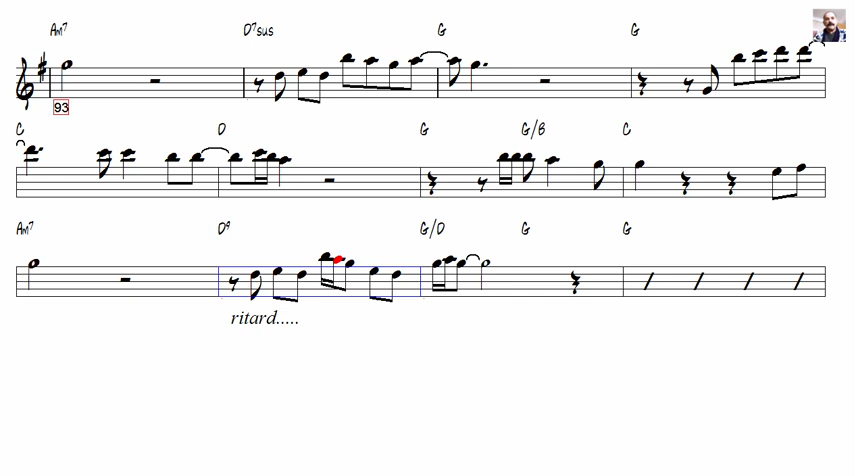 Am7 D7sus G G
93
C D G G/B C
Am7 D9 G/D G G
ritard.....